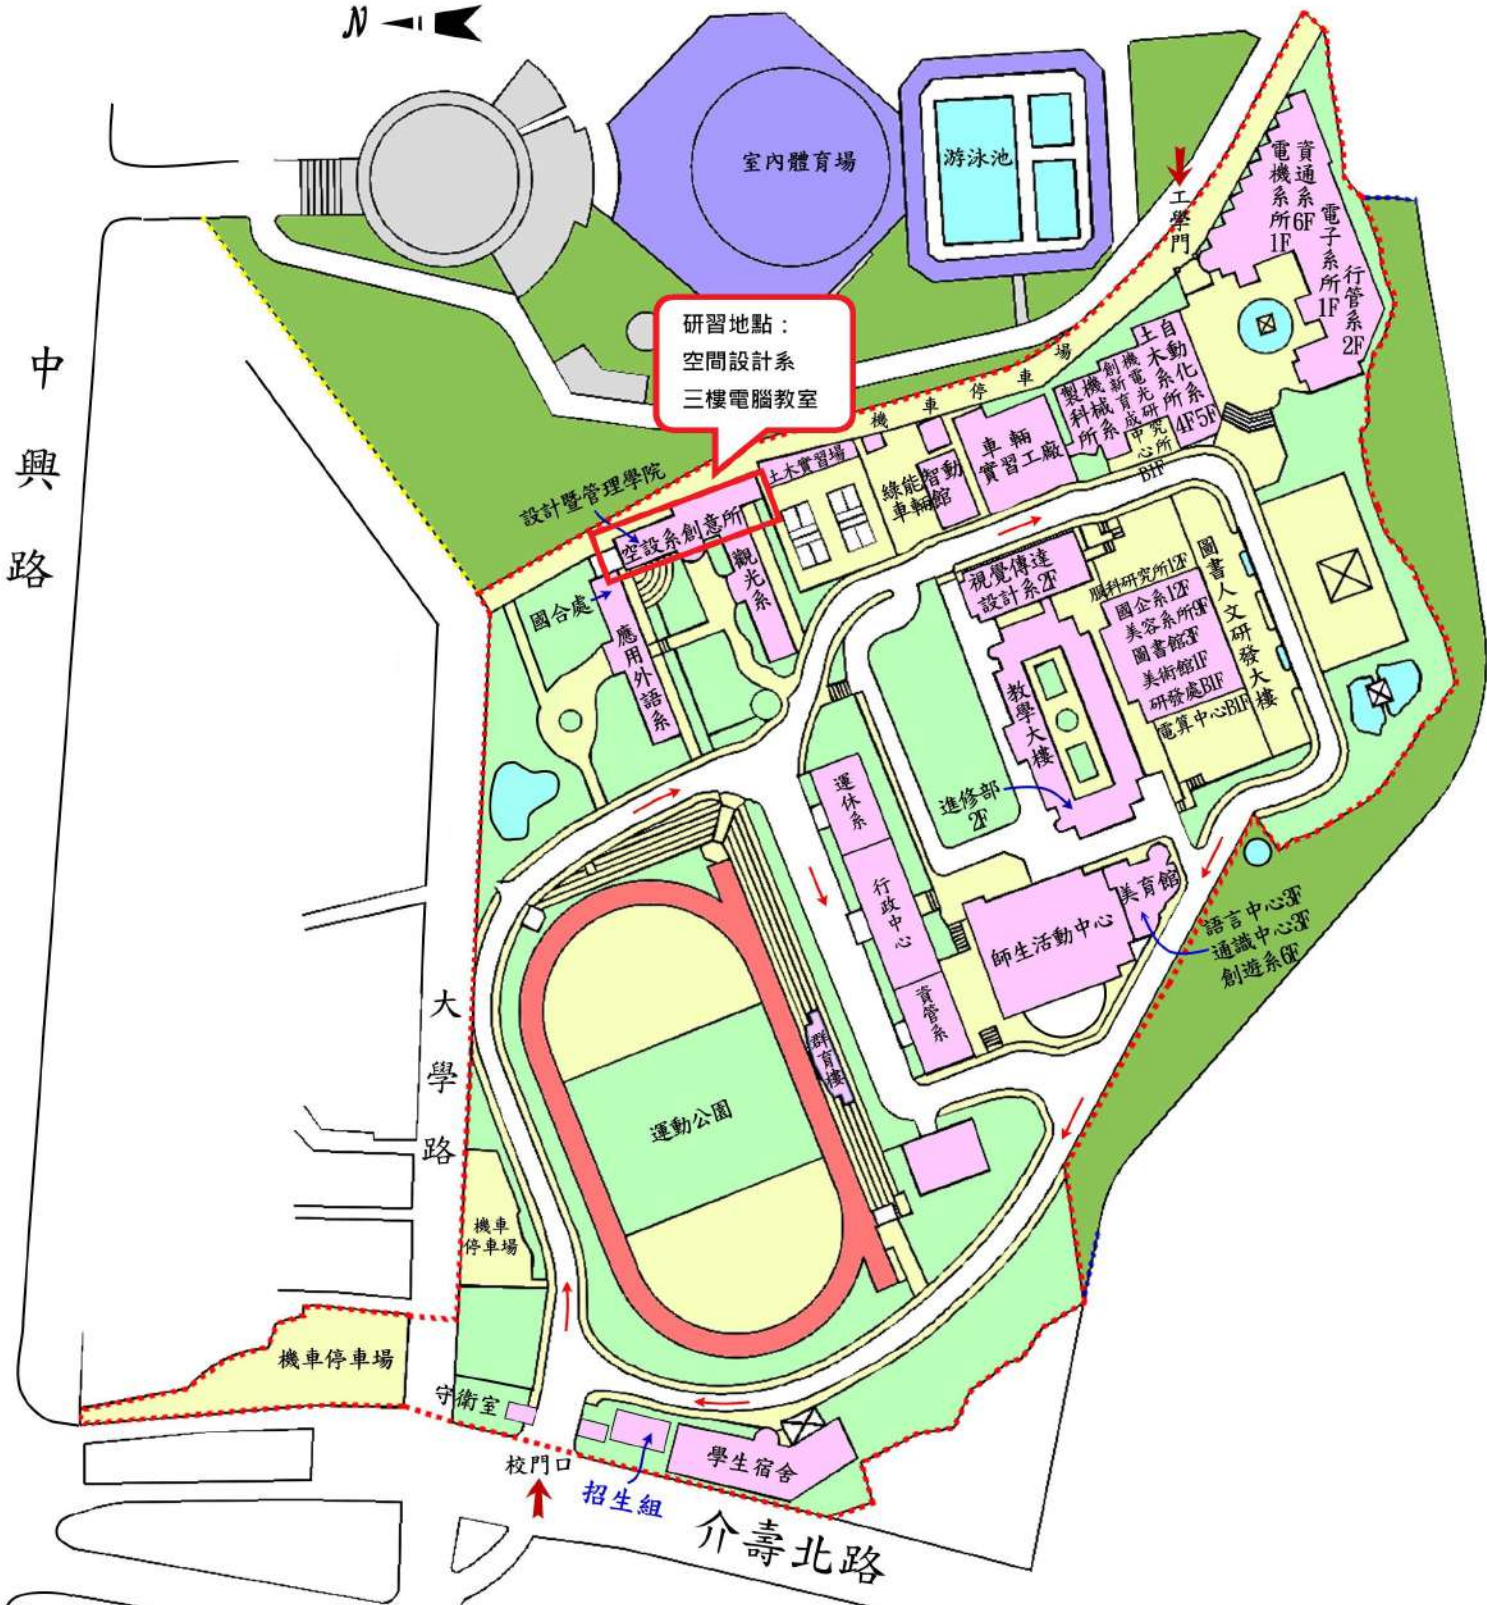 N
室內體育場
游泳池
工學門
資通系6F
電機系所1F
電子系所1F
行管系2F
研習地點：
空間設計系
三樓電腦教室
中興路
機車停車場
自動化系5F
土木系所4F
機電光研究所
創新育成中心B1F
機械系
製科所
車輛
實習工廠
智動館
綠能
車輛館
土木實習場
設計暨管理學院
空設系創意所
觀光系
國合處
應用外語系
視覺傳達
設計系2F
服科研究所12F
國企系12F
美容系所9F
圖書館3F
美術館1F
研發處B1F
電算中心B1F
圖書人文研發大樓
教學大樓
進修部
2F
運休系
行政中心
資管系
美育館
師生活動中心
語言中心3F
通識中心3F
創遊系6F
群育樓
運動公園
大學路
機車
停車場
機車停車場
守衛室
校門口
招生組
學生宿舍
介壽北路